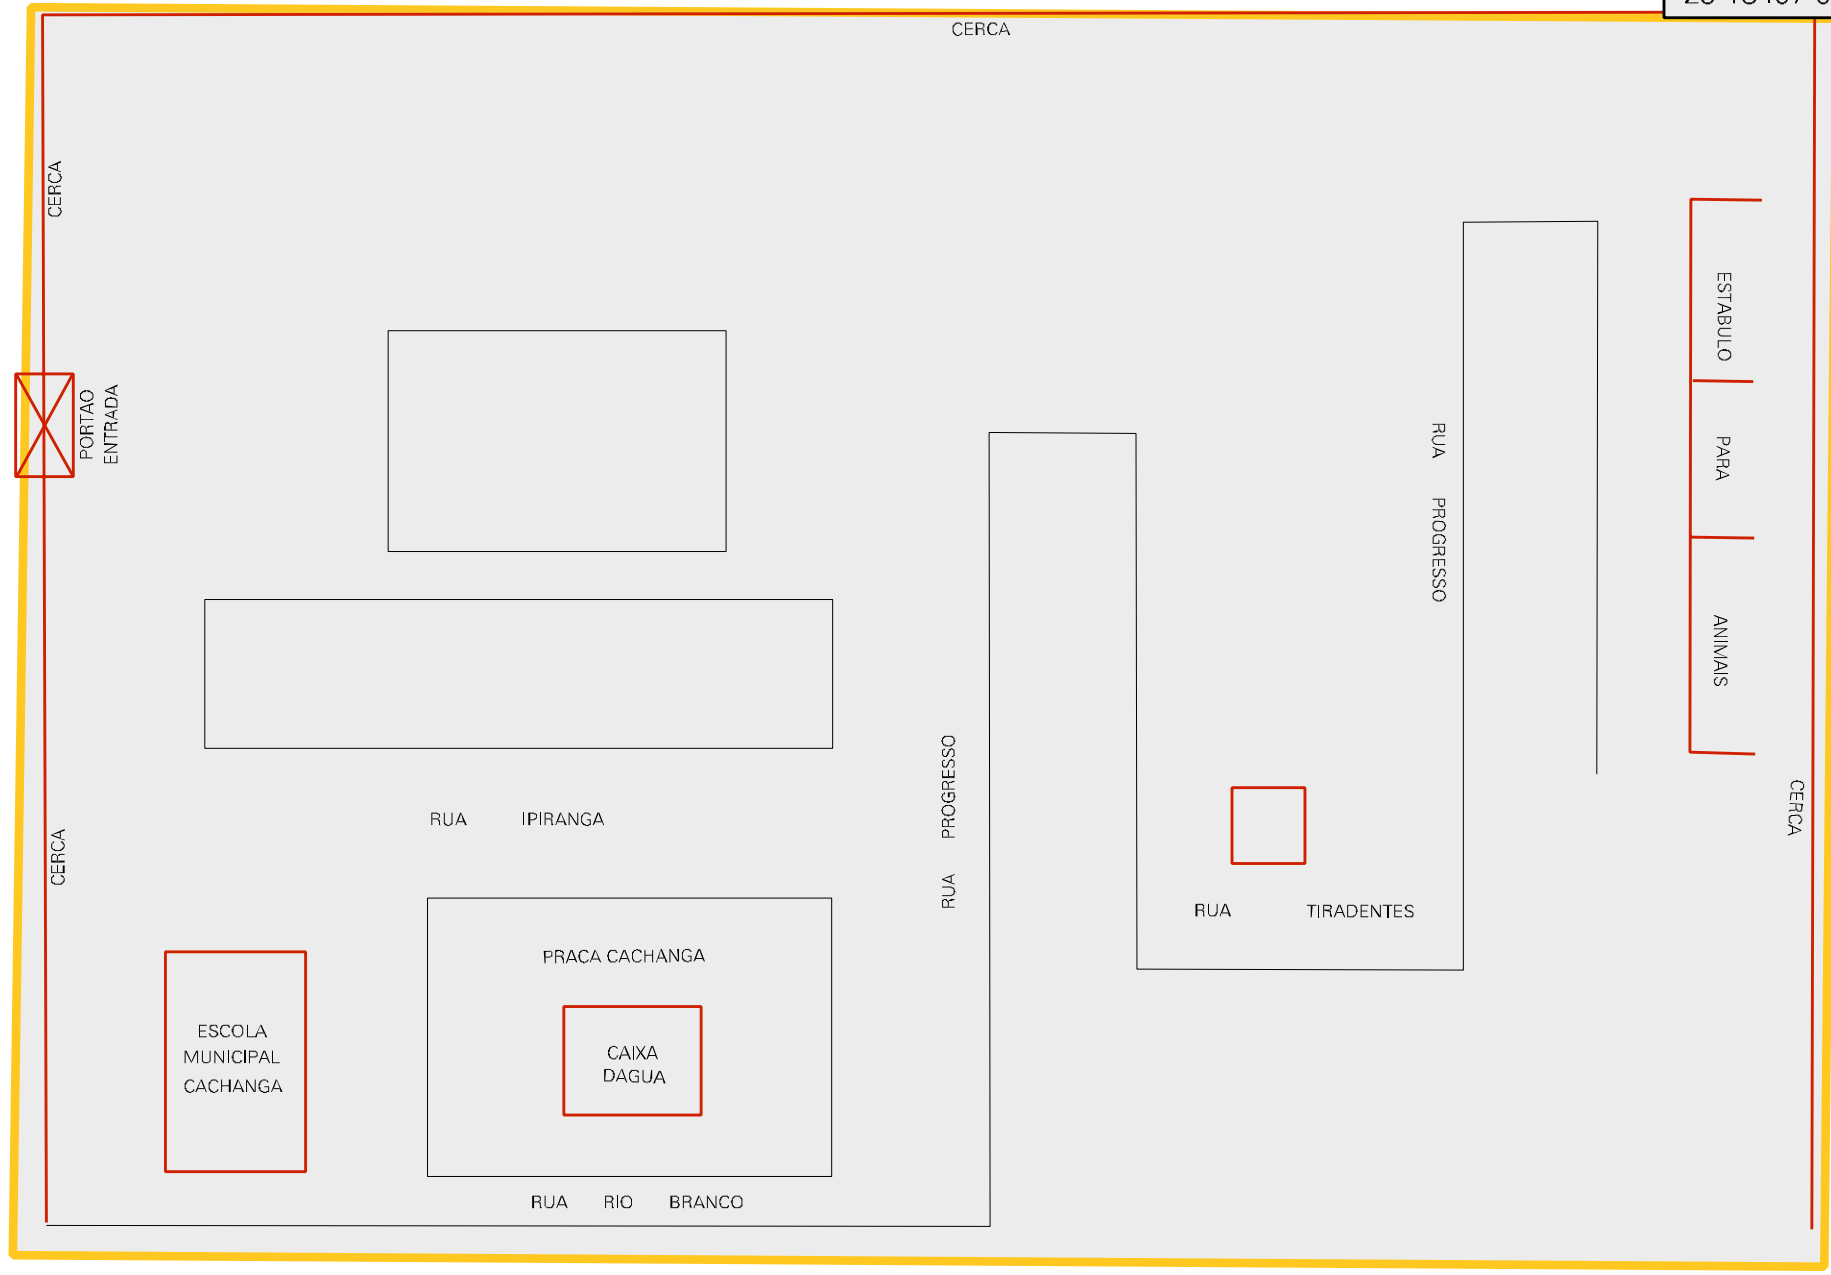 CERCA
CERCA
PORTAO
ENTRADA
ESTABULO
PARA
ANIMAIS
RUA PROGRESSO
RUA PROGRESSO
CERCA
RUA IPIRANGA
CERCA
RUA TIRADENTES
PRACA CACHANGA
ESCOLA
MUNICIPAL
CACHANGA
CAIXA
DAGUA
RUA RIO BRANCO